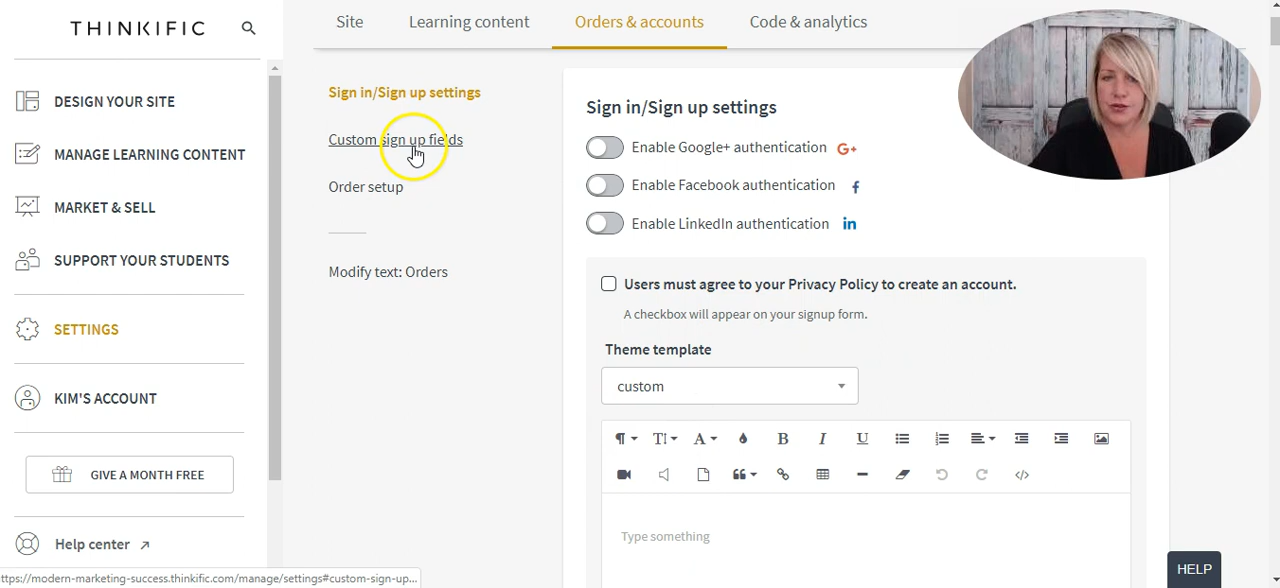 THINKIFIC
DESIGN YOUR SITE
MANAGE LEARNING CONTENT
MARKET & SELL
SUPPORT YOUR STUDENTS
SETTINGS
KIM'S ACCOUNT
GIVE A MONTH FREE
Help center
ttps://modern-marketing-success.thinkific.com/manage/settings#custom-sign-up...
Site Learning content Orders & accounts Code & analytics
Sign in/Sign up settings
Custom sign up fields
Order setup
Modify text: Orders
Sign in/Sign up settings
Enable Google+ authentication G+
Enable Facebook authentication f
Enable LinkedIn authentication in
Users must agree to your Privacy Policy to create an account.
A checkbox will appear on your signup form.
Theme template
custom
Type something
HELP